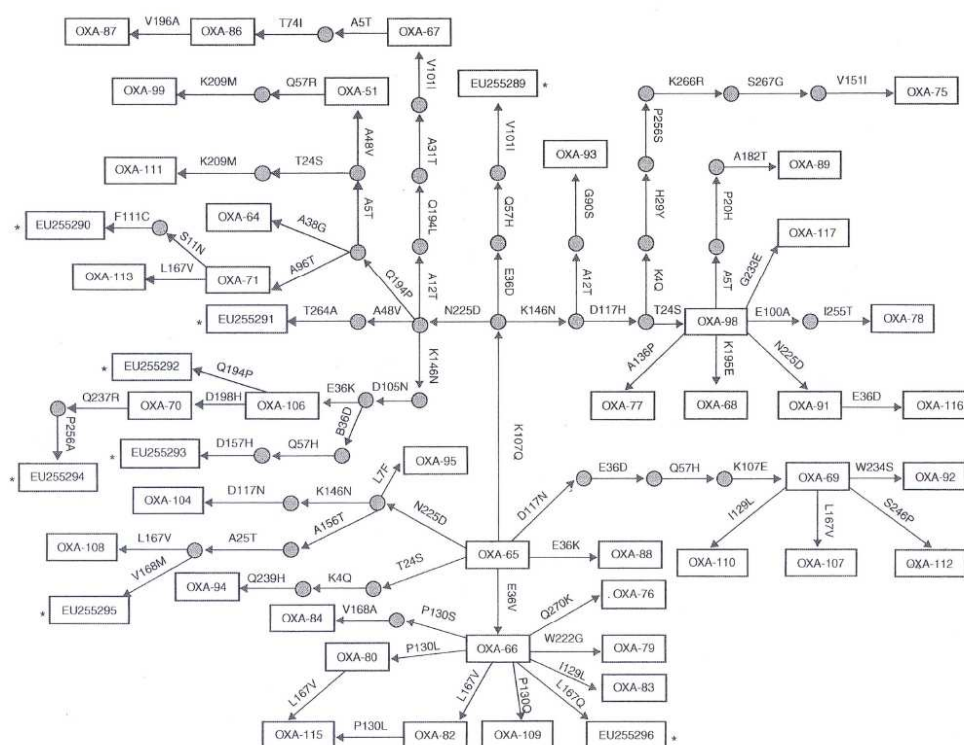 OXA-87
V196A
OXA-86
T74I
A5T
OXA-67
OXA-99
K209M
Q57R
OXA-51
V101I
EU255289 *
K266R
S267G
V151I
OXA-75
OXA-111
K209M
T24S
A48V
A31T
V101I
OXA-93
P256S
A182T
OXA-89
* EU255290
F111C
OXA-64
A38G
A5T
Q194L
Q57H
G90S
H29Y
P20H
OXA-117
S11N
OXA-113
L167V
OXA-71
A96T
Q194P
A12T
E36D
A12T
K4Q
A5T
G233E
* EU255291
T264A
A48V
N225D
K146N
D117H
T24S
OXA-98
E100A
I255T
OXA-78
* EU255292
Q194P
K146N
A136P
K195E
N225D
Q237R
OXA-70
D198H
OXA-106
E36K
D105N
OXA-77
OXA-68
OXA-91
E36D
OXA-116
P256A
* EU255293
D157H
Q57H
B36D
K107Q
* EU255294
OXA-95
L7F
E36D
Q57H
K107E
OXA-69
W234S
OXA-92
OXA-104
D117N
K146N
N225D
D117N
I129L
L167V
S246P
OXA-108
L167V
A25T
A156T
OXA-65
E36K
OXA-88
OXA-110
OXA-107
OXA-112
V168M
OXA-94
Q239H
K4Q
T24S
* EU255295
E36V
Q270K
.OXA-76
OXA-84
V168A
P130S
OXA-80
P130L
OXA-66
W222G
OXA-79
I129L
OXA-83
L167V
L167V
P130Q
L167Q
OXA-115
P130L
OXA-82
OXA-109
EU255296 *